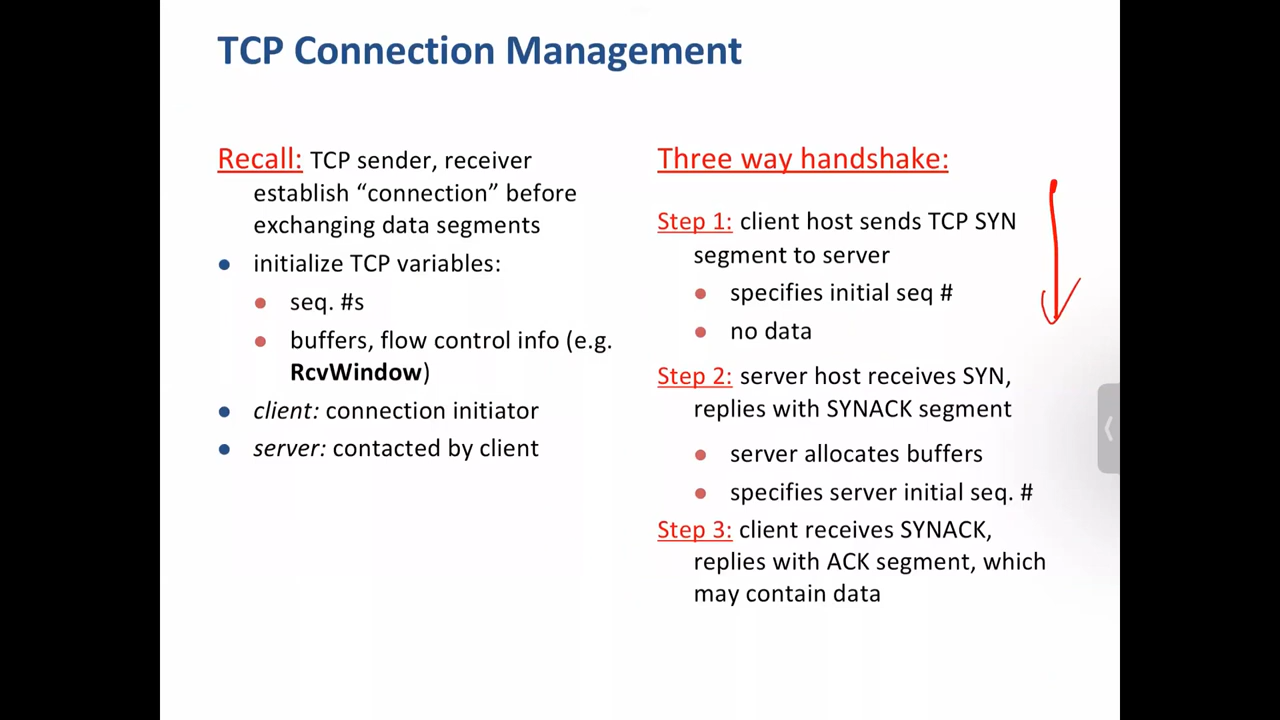 TCP Connection Management
Recall: TCP sender, receiver
establish “connection” before
exchanging data segments
• initialize TCP variables:
• seq. #s
• buffers, flow control info (e.g.
RcvWindow)
• client: connection initiator
• server: contacted by client
Three way handshake:
Step 1: client host sends TCP SYN
segment to server
• specifies initial seq #
• no data
Step 2: server host receives SYN,
replies with SYNACK segment
• server allocates buffers
• specifies server initial seq. #
Step 3: client receives SYNACK,
replies with ACK segment, which
may contain data